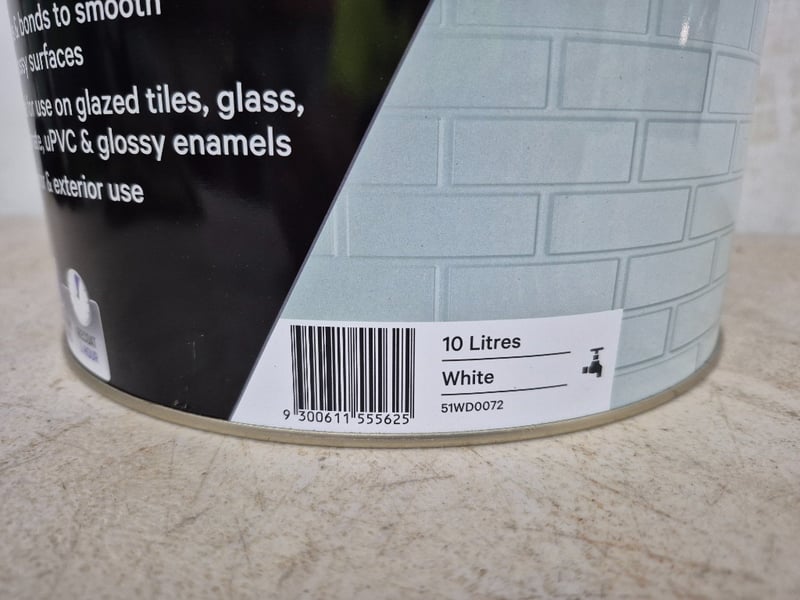 bonds to smooth
surfaces
use on glazed tiles, glass,
uPVC & glossy enamels
& exterior use
10 Litres
White
51WD0072
9 300611 555625